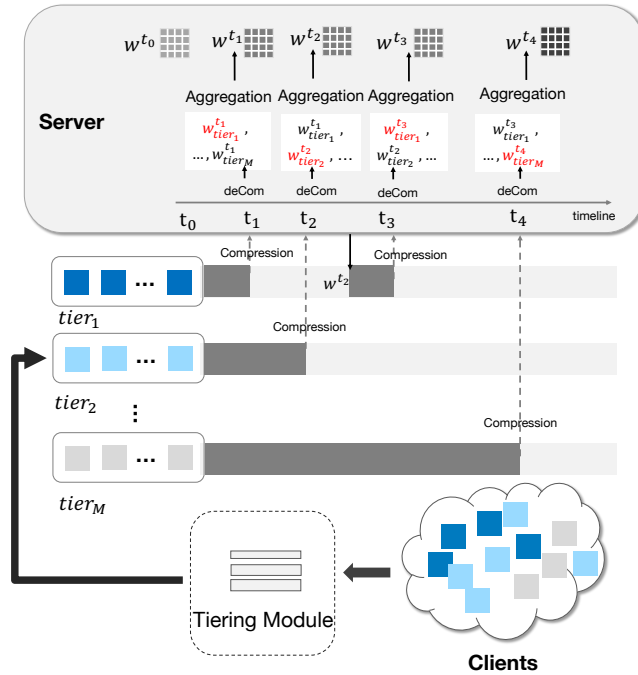 w^{t_0} w^{t_1} w^{t_2} w^{t_3} w^{t_4}
Aggregation Aggregation Aggregation Aggregation
Server
w^{t_1}_{tier_1} , w^{t_1}_{tier_1} , w^{t_3}_{tier_1} , w^{t_3}_{tier_1} ,
..., w^{t_1}_{tier_M} w^{t_2}_{tier_2} , ... w^{t_2}_{tier_2} , ... ..., w^{t_4}_{tier_M}
deCom deCom deCom deCom
t_0 t_1 t_2 t_3 t_4 timeline
Compression Compression
... w^{t_2}
tier_1
Compression
...
tier_2
⋮
Compression
...
tier_M
Tiering Module
Clients